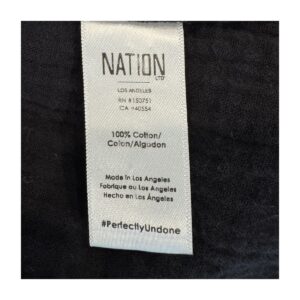 NATION
LTD
LOS ANGELES
RN #150751
CA #40554
100% Cotton/
Coton/Algodon
Made in Los Angeles
Fabrique au Los Angeles
Hecho en Los Ángeles
#PerfectlyUndone